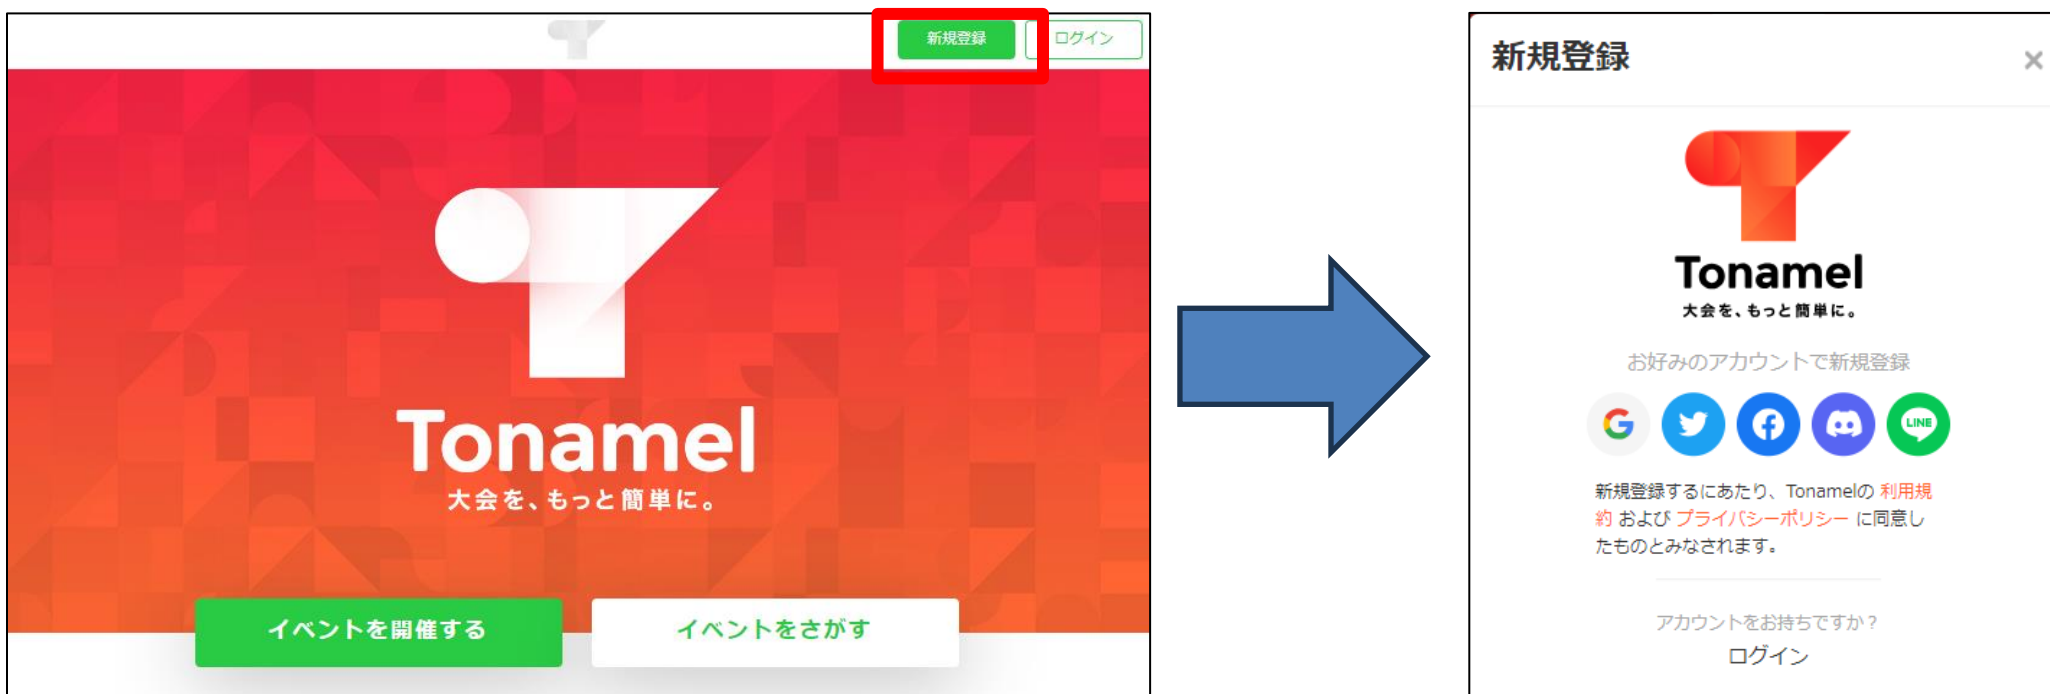 新規登録
ログイン
Tonamel
大会を、もっと簡単に。
イベントを開催する
イベントをさがす
新規登録
×
Tonamel
大会を、もっと簡単に。
お好みのアカウントで新規登録
G
LINE
新規登録するにあたり、Tonamelの 利用規
約 および プライバシーポリシー に同意し
たものとみなされます。
アカウントをお持ちですか？
ログイン